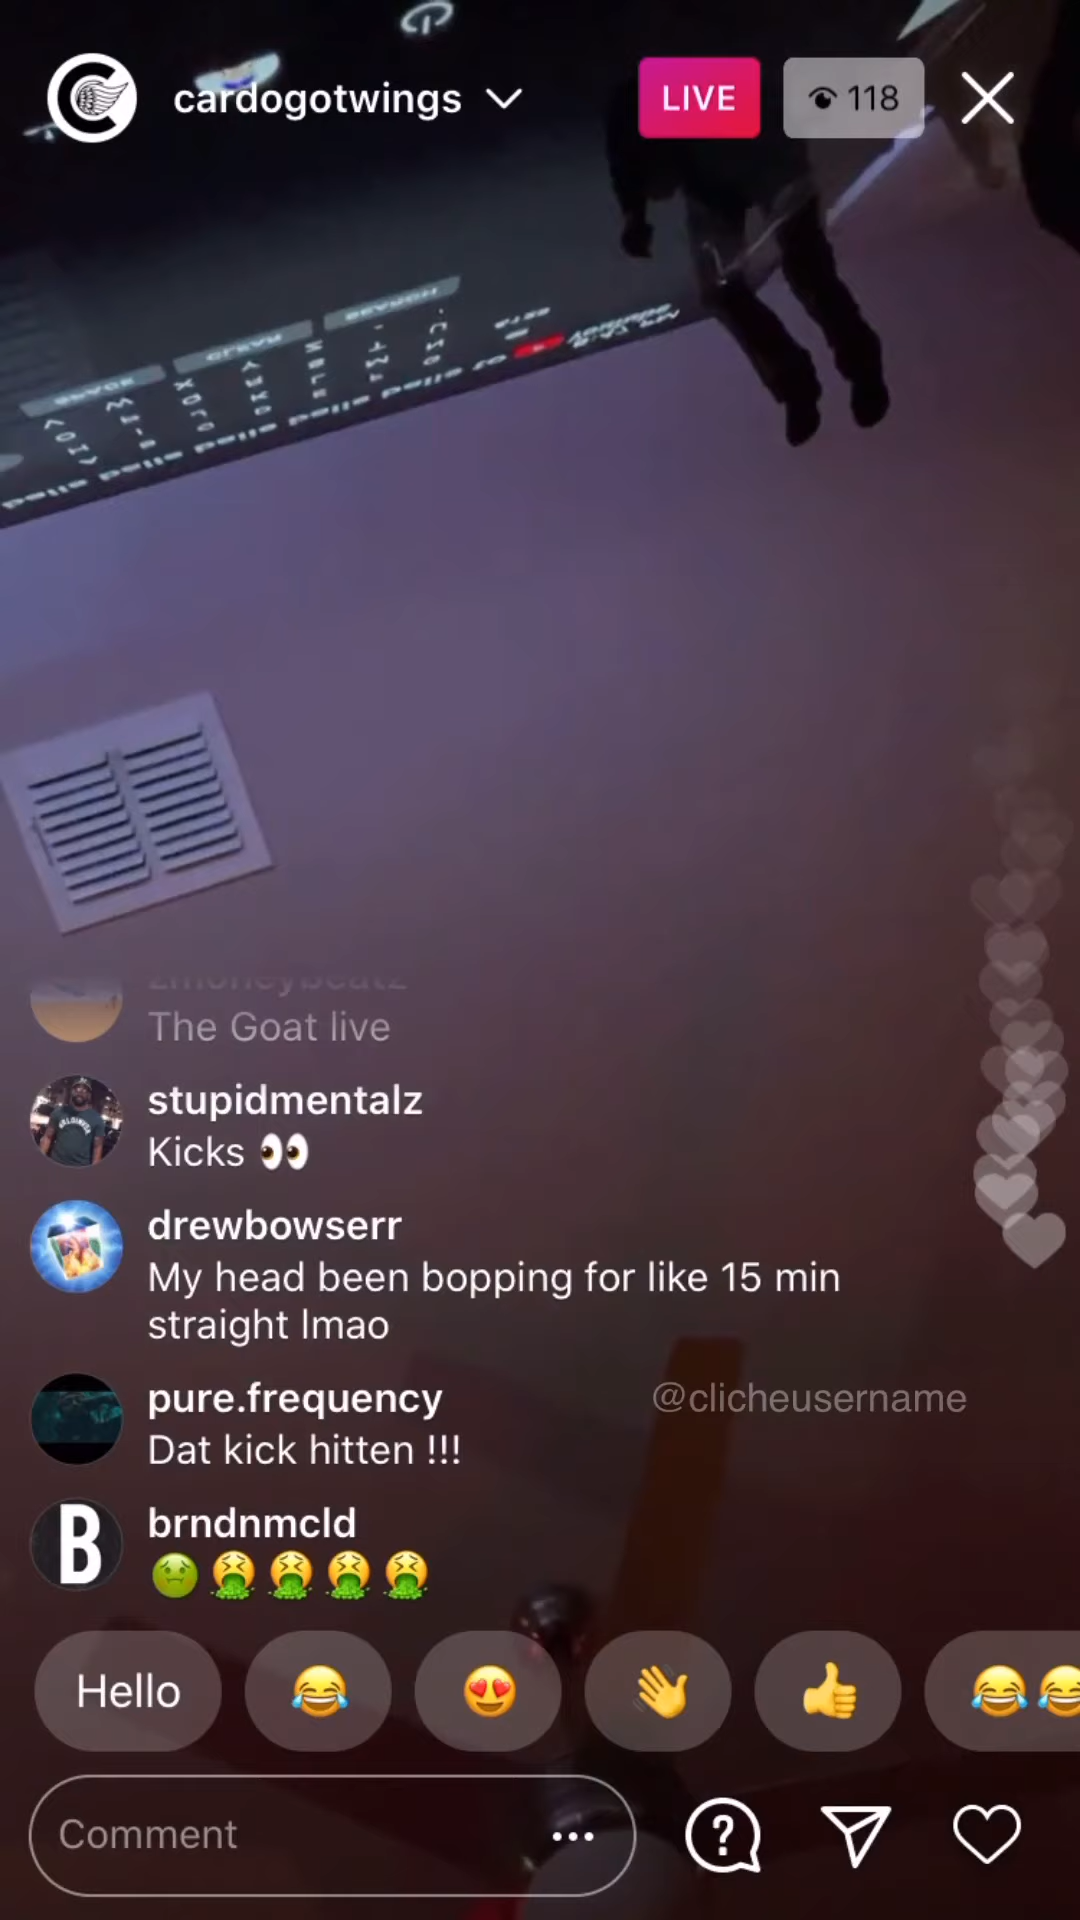 cardogotwings
LIVE
118
The Goat live
stupidmentalz
Kicks 👀
drewbowserr
My head been bopping for like 15 min
straight lmao
pure.frequency
@clicheusername
Dat kick hitten !!!
brndnmcld
B
🤢🤮🤮🤮🤮
Hello
😂
😍
👋
👍
😂😂
Comment